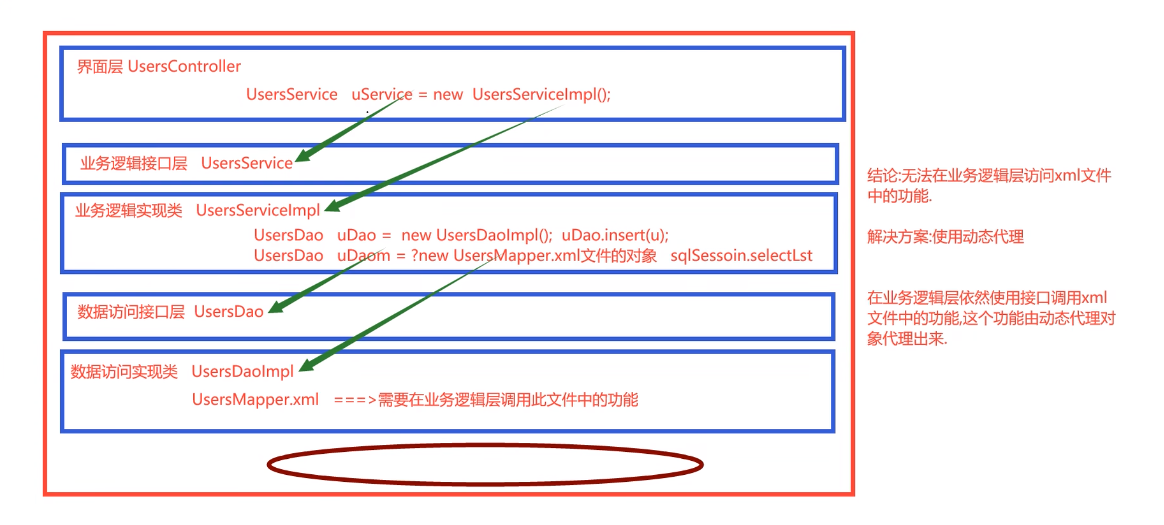 界面层 UsersController
UsersService uService = new UsersServiceImpl();
业务逻辑接口层 UsersService
业务逻辑实现类 UsersServiceImpl
UsersDao uDao = new UsersDaoImpl(); uDao.insert(u);
UsersDao uDaom = ?new UsersMapper.xml文件的对象 sqlSessoin.selectLst
数据访问接口层 UsersDao
数据访问实现类 UsersDaoImpl
UsersMapper.xml ===>需要在业务逻辑层调用此文件中的功能
结论:无法在业务逻辑层访问xml文件
中的功能.
解决方案:使用动态代理
在业务逻辑层依然使用接口调用xml
文件中的功能,这个功能由动态代理对
象代理出来.